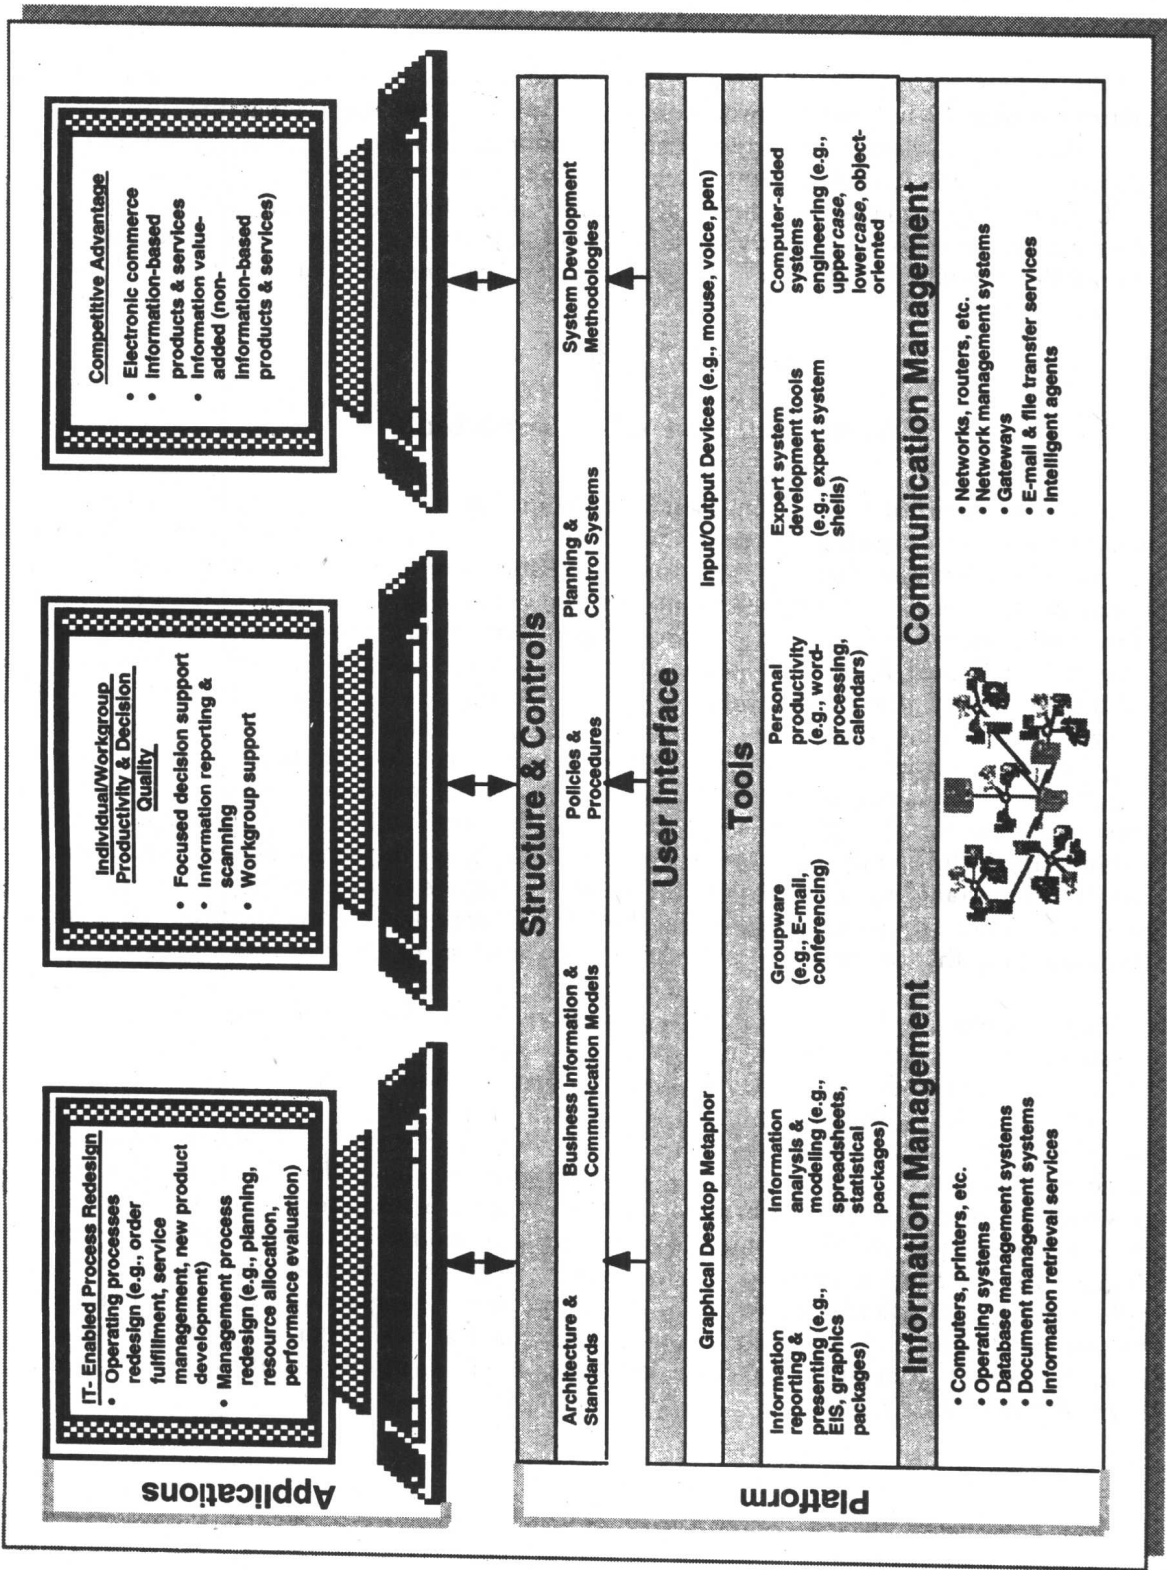 Applications
IT- Enabled Process Redesign
• Operating processes
redesign (e.g., order
fulfillment, service
management, new product
development)
• Management process
redesign (e.g., planning,
resource allocation,
performance evaluation)
Individual/Workgroup
Productivity & Decision
Quality
• Focused decision support
• Information reporting &
scanning
• Workgroup support
Competitive Advantage
• Electronic commerce
• Information-based
products & services
• Information value-
added (non-
Information-based
products & services)
Platform
Structure & Controls
Architecture &
Standards
Business Information &
Communication Models
Policies &
Procedures
Planning &
Control Systems
System Development
Methodologies
User Interface
Graphical Desktop Metaphor
Input/Output Devices (e.g., mouse, voice, pen)
Tools
Information
reporting &
presenting (e.g.,
EIS, graphics
packages)
Information
analysis &
modeling (e.g.,
spreadsheets,
statistical
packages)
Groupware
(e.g., E-mail,
conferencing)
Personal
productivity
(e.g., word-
processing,
calendars)
Expert system
development tools
(e.g., expert system
shells)
Computer-aided
systems
engineering (e.g.,
uppercase,
lowercase, object-
oriented
Information Management
Communication Management
• Computers, printers, etc.
• Operating systems
• Database management systems
• Document management systems
• Information retrieval services
• Networks, routers, etc.
• Network management systems
• Gateways
• E-mail & file transfer services
• Intelligent agents